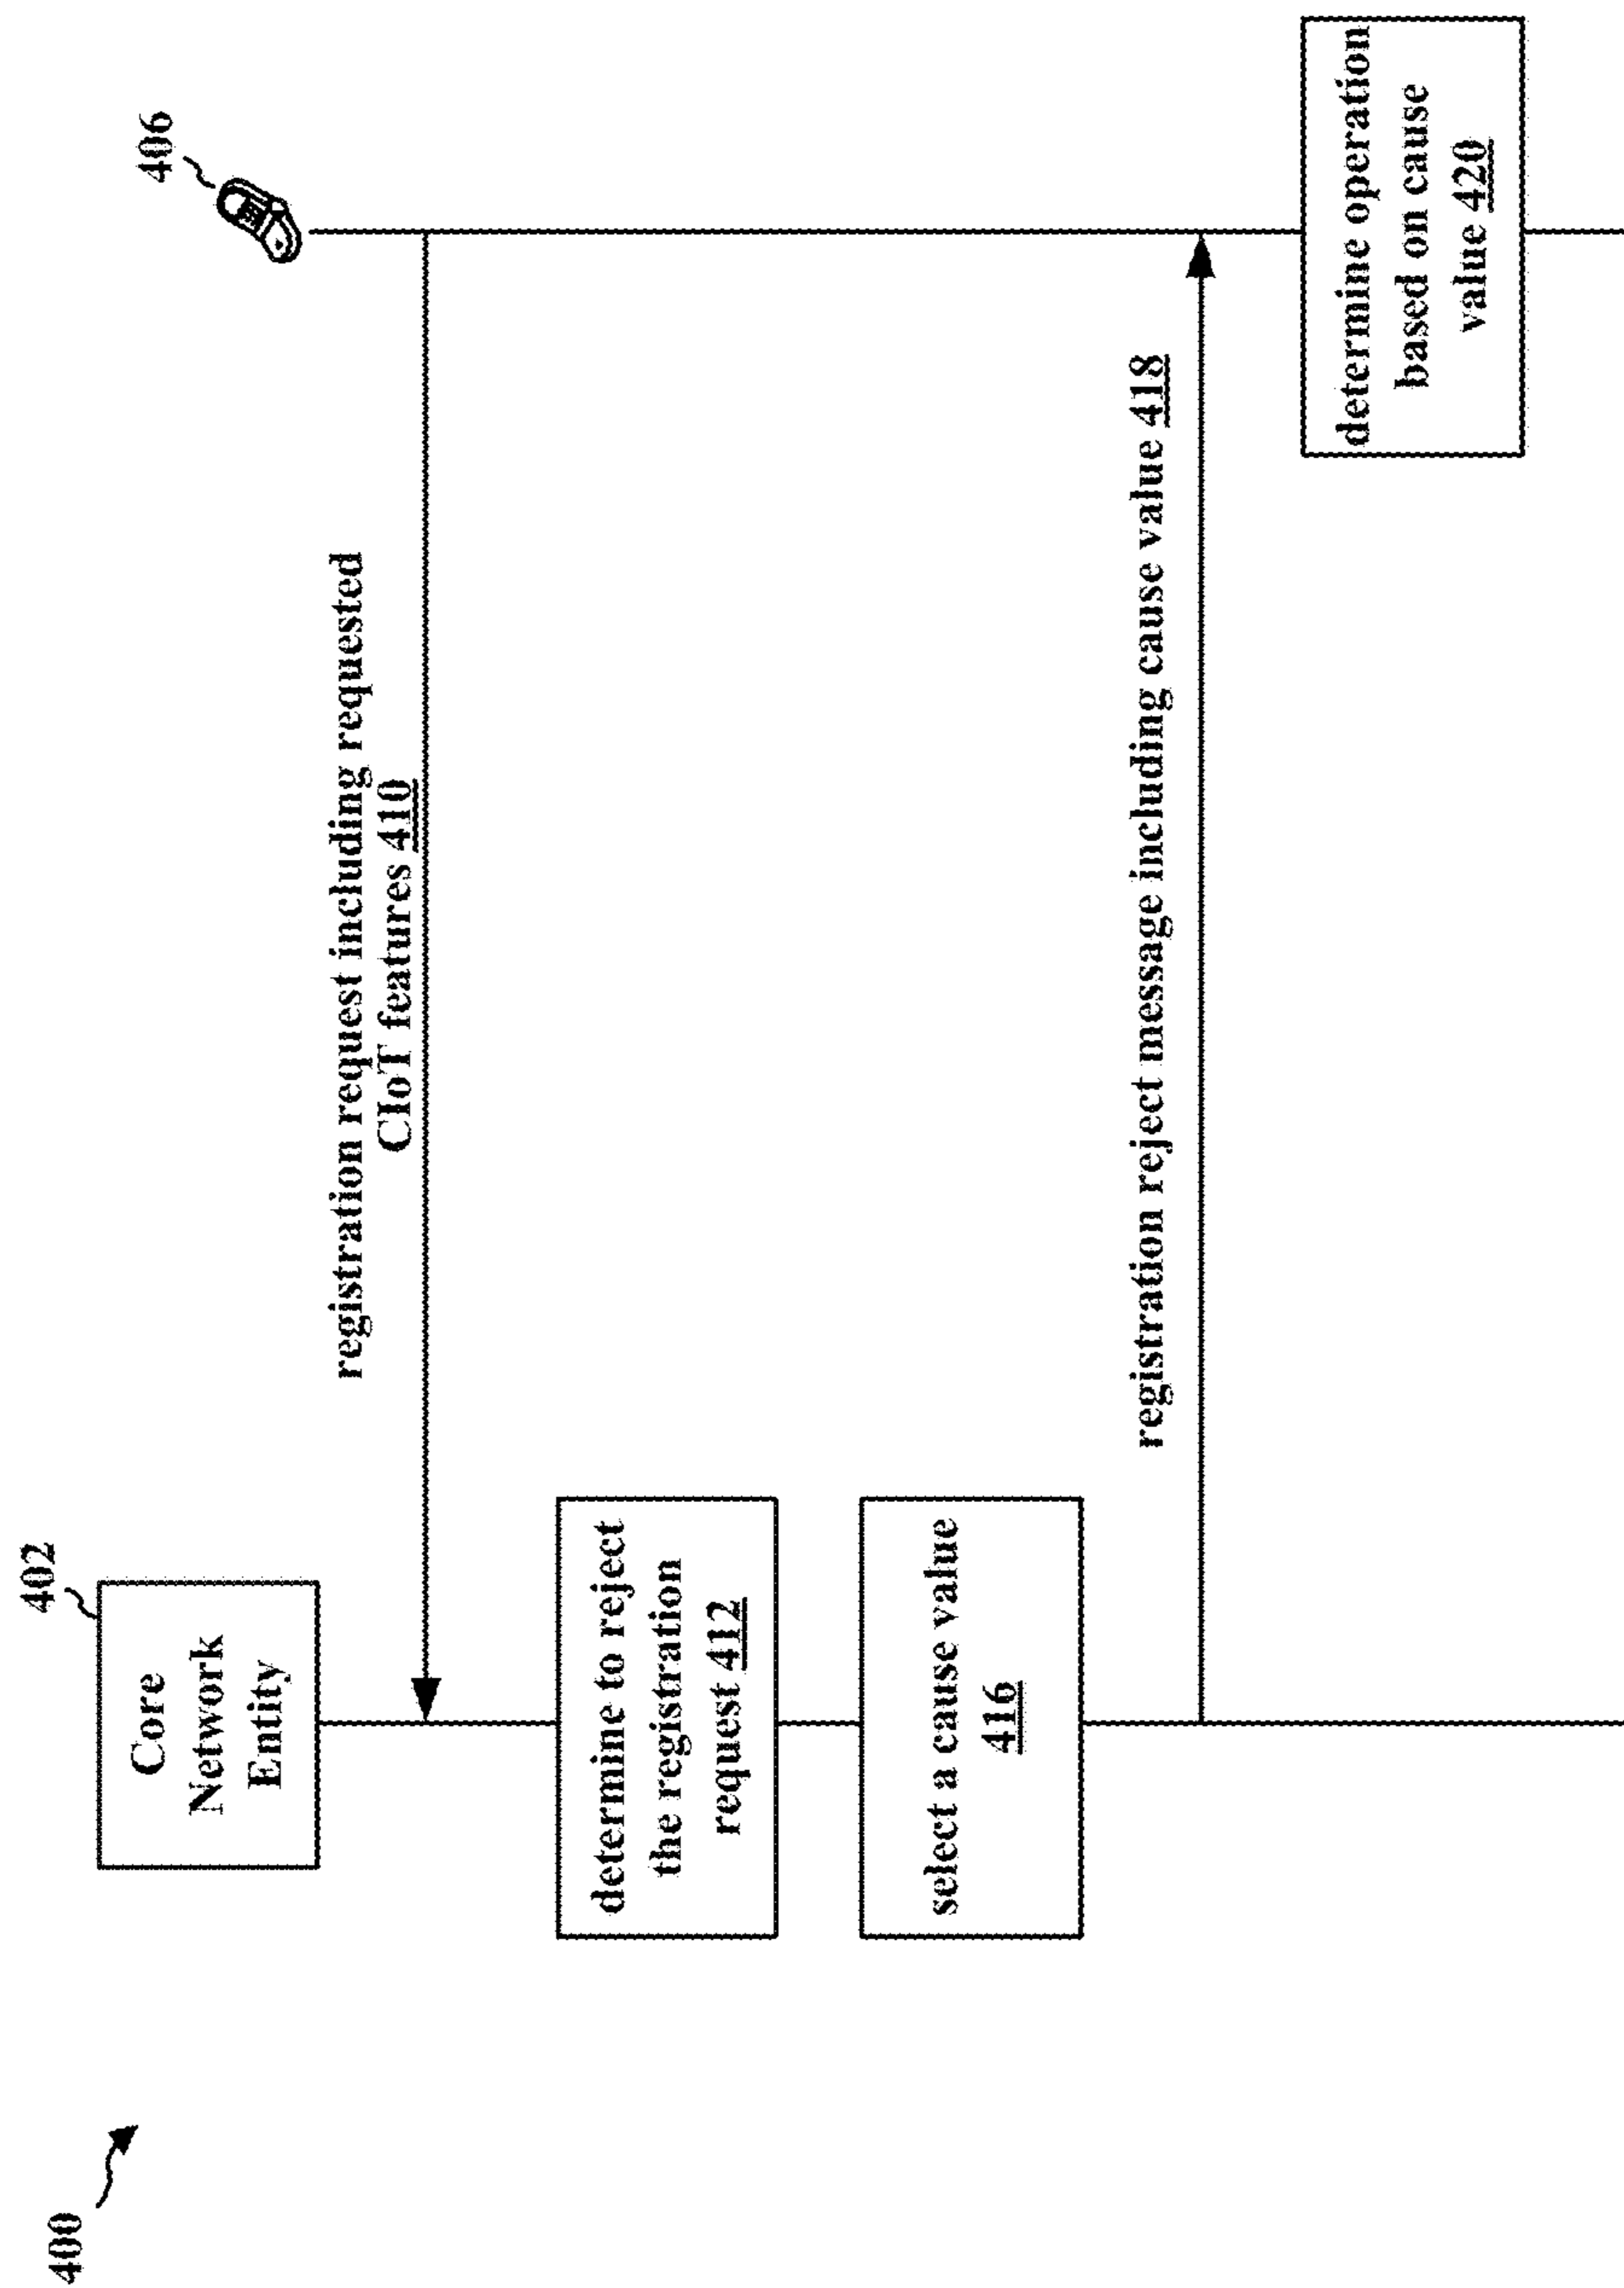 400
402
Core
Network
Entity
406
registration request including requested
CIoT features 410
determine to reject
the registration
request 412
select a cause value
416
registration reject message including cause value 418
determine operation
based on cause
value 420